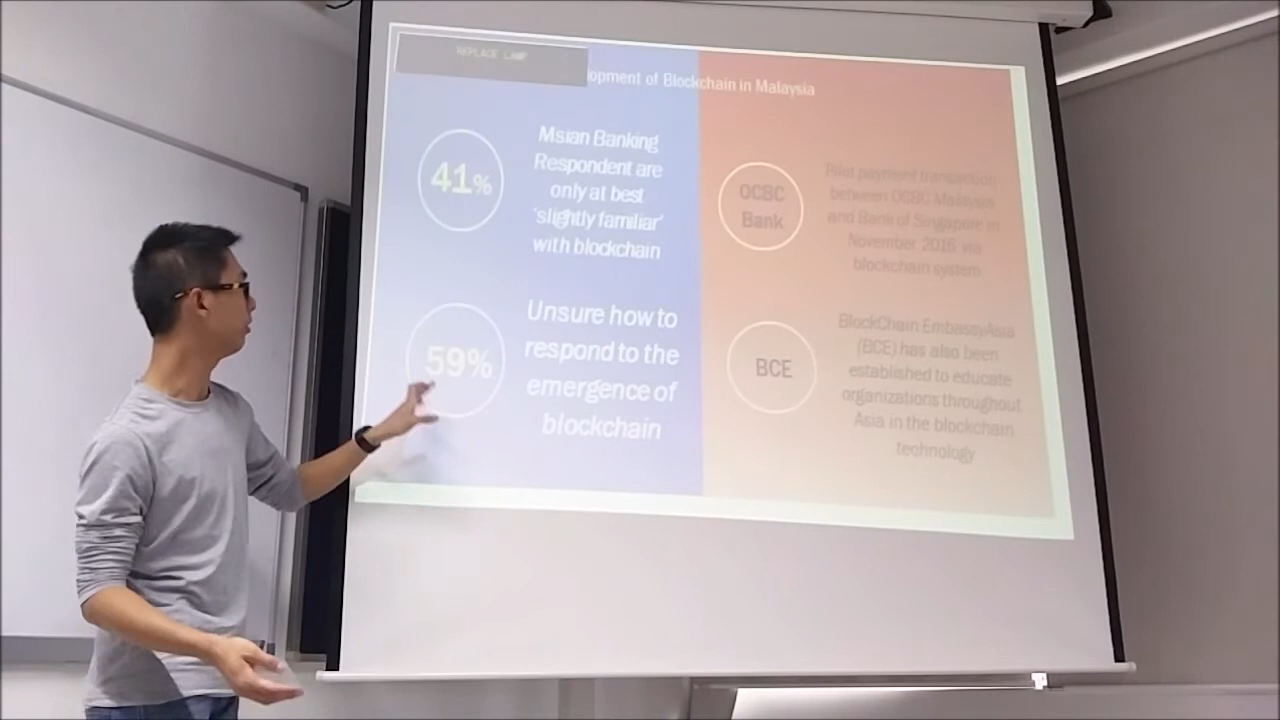 REPLACE LAMP
opment of Blockchain in Malaysia
41%
Msian Banking
Respondent are
only at best
'slightly familiar'
with blockchain
59%
Unsure how to
respond to the
emergence of
blockchain
OCBC
Bank
Pilot payment transaction
between OCBC Malaysia
and Bank of Singapore in
November 2016 via
blockchain system
BCE
BlockChain EmbassyAsia
(BCE) has also been
established to educate
organizations throughout
Asia in the blockchain
technology